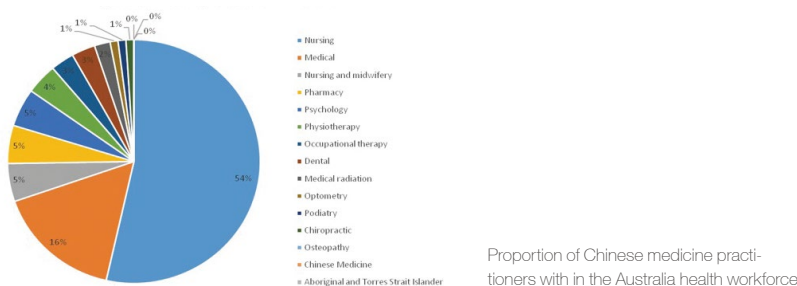 1% 1% 1% 0% 0%
0%
3%
2%
4%
5%
5%
5%
16%
54%
Nursing
Medical
Nursing and midwifery
Pharmacy
Psychology
Physiotherapy
Occupational therapy
Dental
Medical radiation
Optometry
Podiatry
Chiropractic
Osteopathy
Chinese Medicine
Aboriginal and Torres Strait Islander
Proportion of Chinese medicine practi-
tioners with in the Australia health workforce